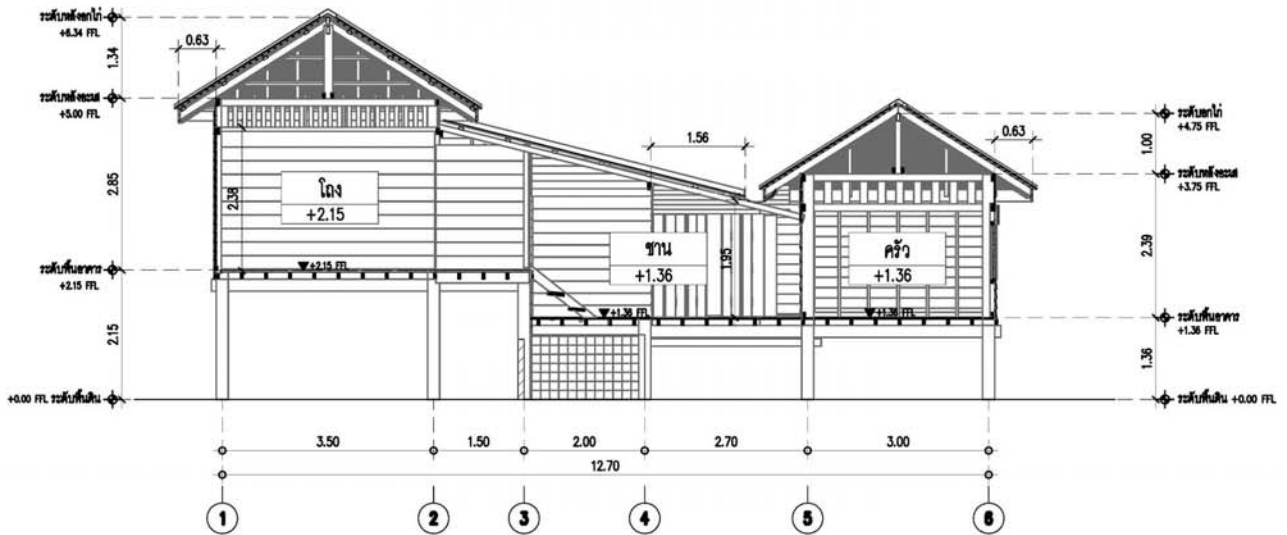 ระดับหลังอกไก่
+6.34 FFL
0.63
1.34
ระดับหลังอะเส
+5.00 FFL
2.85
2.38
โถง
+2.15
ระดับพื้นอาคาร
+2.15 FFL
+2.15 FFL
2.15
+0.00 FFL ระดับพื้นดิน
1.56
ชาน
+1.36
1.95
+1.36 FFL
ครัว
+1.36
+1.36 FFL
0.63
ระดับอกไก่
+4.75 FFL
1.00
ระดับหลังอะเส
+3.75 FFL
2.39
ระดับพื้นอาคาร
+1.36 FFL
1.36
ระดับพื้นดิน +0.00 FFL
3.50
1.50
2.00
2.70
3.00
12.70
1
2
3
4
5
6